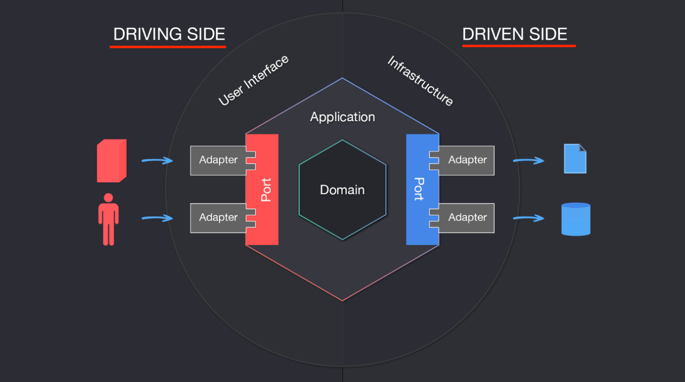 DRIVING SIDE
DRIVEN SIDE
User Interface
Infrastructure
Application
Adapter
Adapter
Port
Domain
Port
Adapter
Adapter